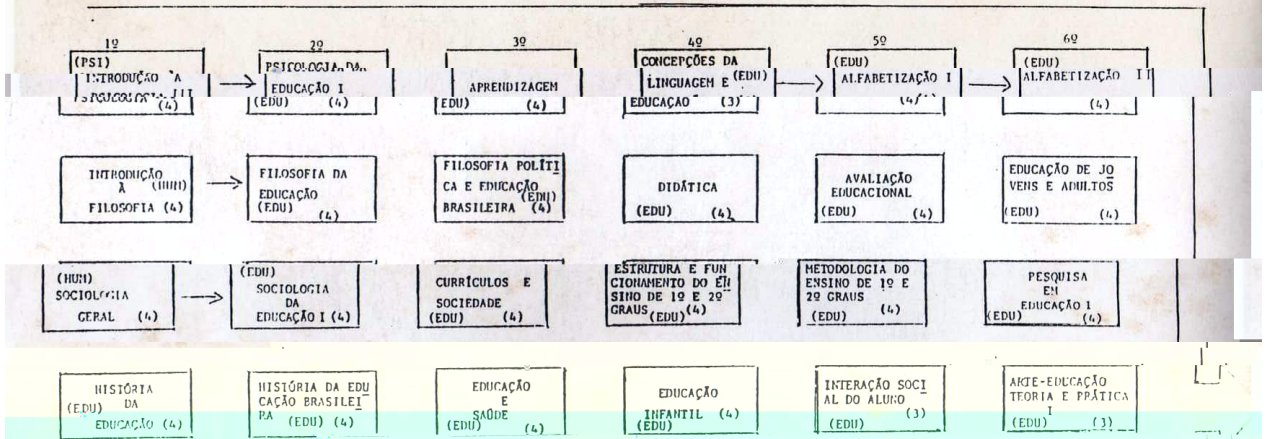 1º 2º 3º 4º 5º 6º
(PSI)
INTRODUÇÃO A
III
(4)
PSICOLOGIA DA
EDUCAÇÃO I
(EDU) (4)
APRENDIZAGEM
EDU) (4)
CONCEPÇÕES DA
LINGUAGEM E (EDU)
EDUCAÇÃO (3)
(EDU)
ALFABETIZAÇÃO I
(4)
(EDU)
ALFABETIZAÇÃO II
(4)
INTRODUÇÃO
À (HUM)
FILOSOFIA (4)
FILOSOFIA DA
EDUCAÇÃO
(EDU) (4)
FILOSOFIA POLÍTI
CA E EDUCAÇÃO
(EDU)
BRASILEIRA (4)
DIDÁTICA
(EDU) (4)
AVALIAÇÃO
EDUCACIONAL
(EDU) (4)
EDUCAÇÃO DE JO
VENS E ADULTOS
(EDU) (4)
(HUM)
SOCIOLOGIA
GERAL (4)
(EDU)
SOCIOLOGIA
DA
EDUCAÇÃO I (4)
CURRÍCULOS E
SOCIEDADE
(EDU) (4)
ESTRUTURA E FUN
CIONAMENTO DO EN
SINO DE 1º E 2º
GRAUS (EDU) (4)
METODOLOGIA DO
ENSINO DE 1º E
2º GRAUS
(EDU) (4)
PESQUISA
EM
EDUCAÇÃO I
(EDU) (4)
HISTÓRIA
(EDU) DA
EDUCAÇÃO (4)
HISTÓRIA DA EDU
CAÇÃO BRASILEI
RA (EDU) (4)
EDUCAÇÃO
E
SAÚDE
(EDU) (4)
EDUCAÇÃO
INFANTIL (4)
(EDU)
INTERAÇÃO SOCI
AL DO ALUNO
(3)
(EDU)
ARTE-EDUCAÇÃO
TEORIA E PRÁTICA
I
(EDU) (3)